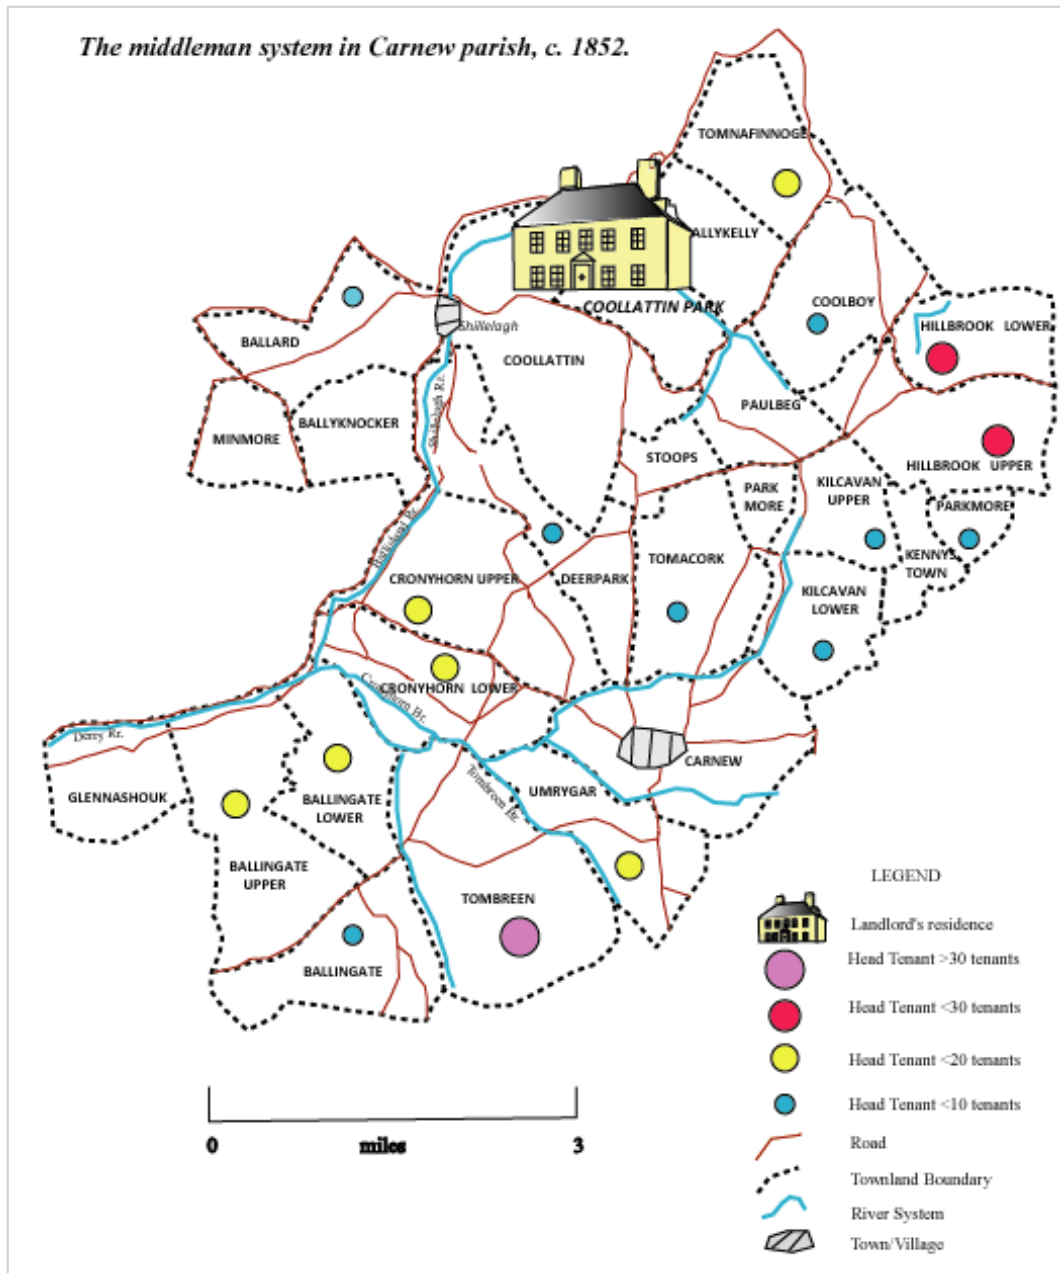 The middleman system in Carnew parish, c. 1852.
TOMNAFINNOGE
ALLYKELLY
COOLLATTIN PARK
COOLBOY
HILLBROOK LOWER
Shillelagh
BALLARD
COOLLATTIN
MINMORE
BALLYKNOCKER
Shillelagh Rr.
PAULBEG
STOOPS
HILLBROOK UPPER
PARK
MORE
KILCAVAN
UPPER
PARKMORE
KENNYS
TOWN
CRONYHORN UPPER
DEERPARK
TOMACORK
KILCAVAN
LOWER
CRONYHORN LOWER
Cronyhorn Br.
Derry Rr.
GLENNASHOUK
BALLINGATE
LOWER
BALLINGATE
UPPER
Tombreen Br.
UMRYGAR
CARNEW
TOMBREEN
BALLINGATE
LEGEND
Landlord's residence
Head Tenant >30 tenants
Head Tenant <30 tenants
Head Tenant <20 tenants
Head Tenant <10 tenants
Road
Townland Boundary
River System
Town/Village
0 miles 3